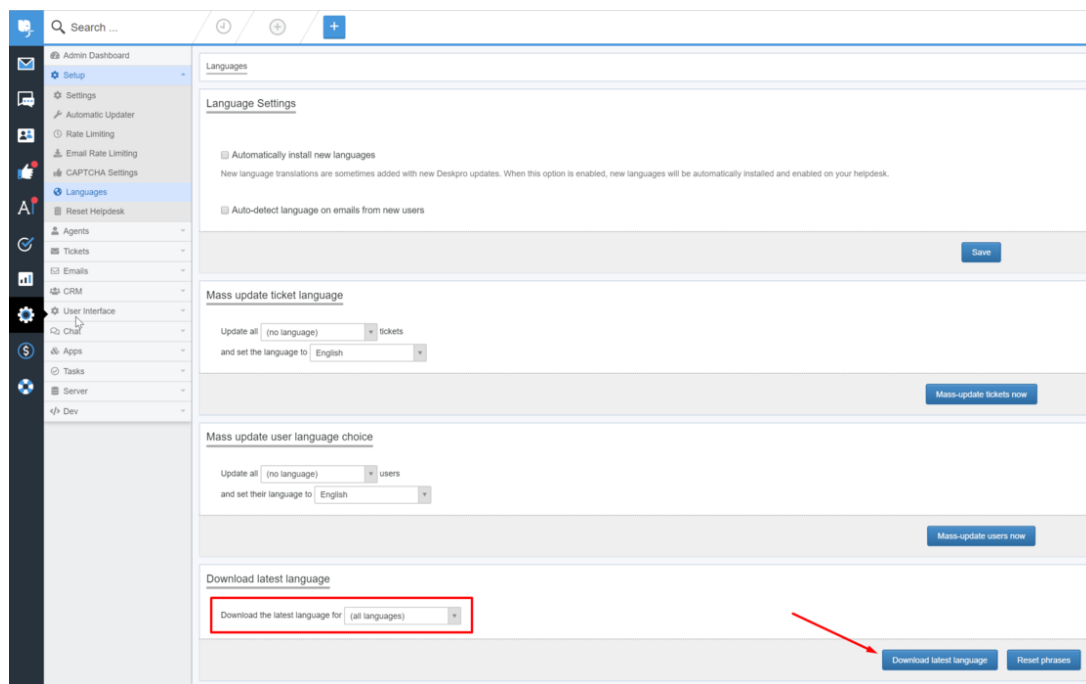 Search ...
Admin Dashboard
Setup
Settings
Automatic Updater
Rate Limiting
Email Rate Limiting
CAPTCHA Settings
Languages
Reset Helpdesk
Agents
Tickets
Emails
CRM
User Interface
Chat
Apps
Tasks
Server
</> Dev
Languages
Language Settings
Automatically install new languages
New language translations are sometimes added with new Deskpro updates. When this option is enabled, new languages will be automatically installed and enabled on your helpdesk.
Auto-detect language on emails from new users
Save
Mass update ticket language
Update all (no language) tickets
and set the language to English
Mass-update tickets now
Mass update user language choice
Update all (no language) users
and set their language to English
Mass-update users now
Download latest language
Download the latest language for (all languages)
Download latest language Reset phrases